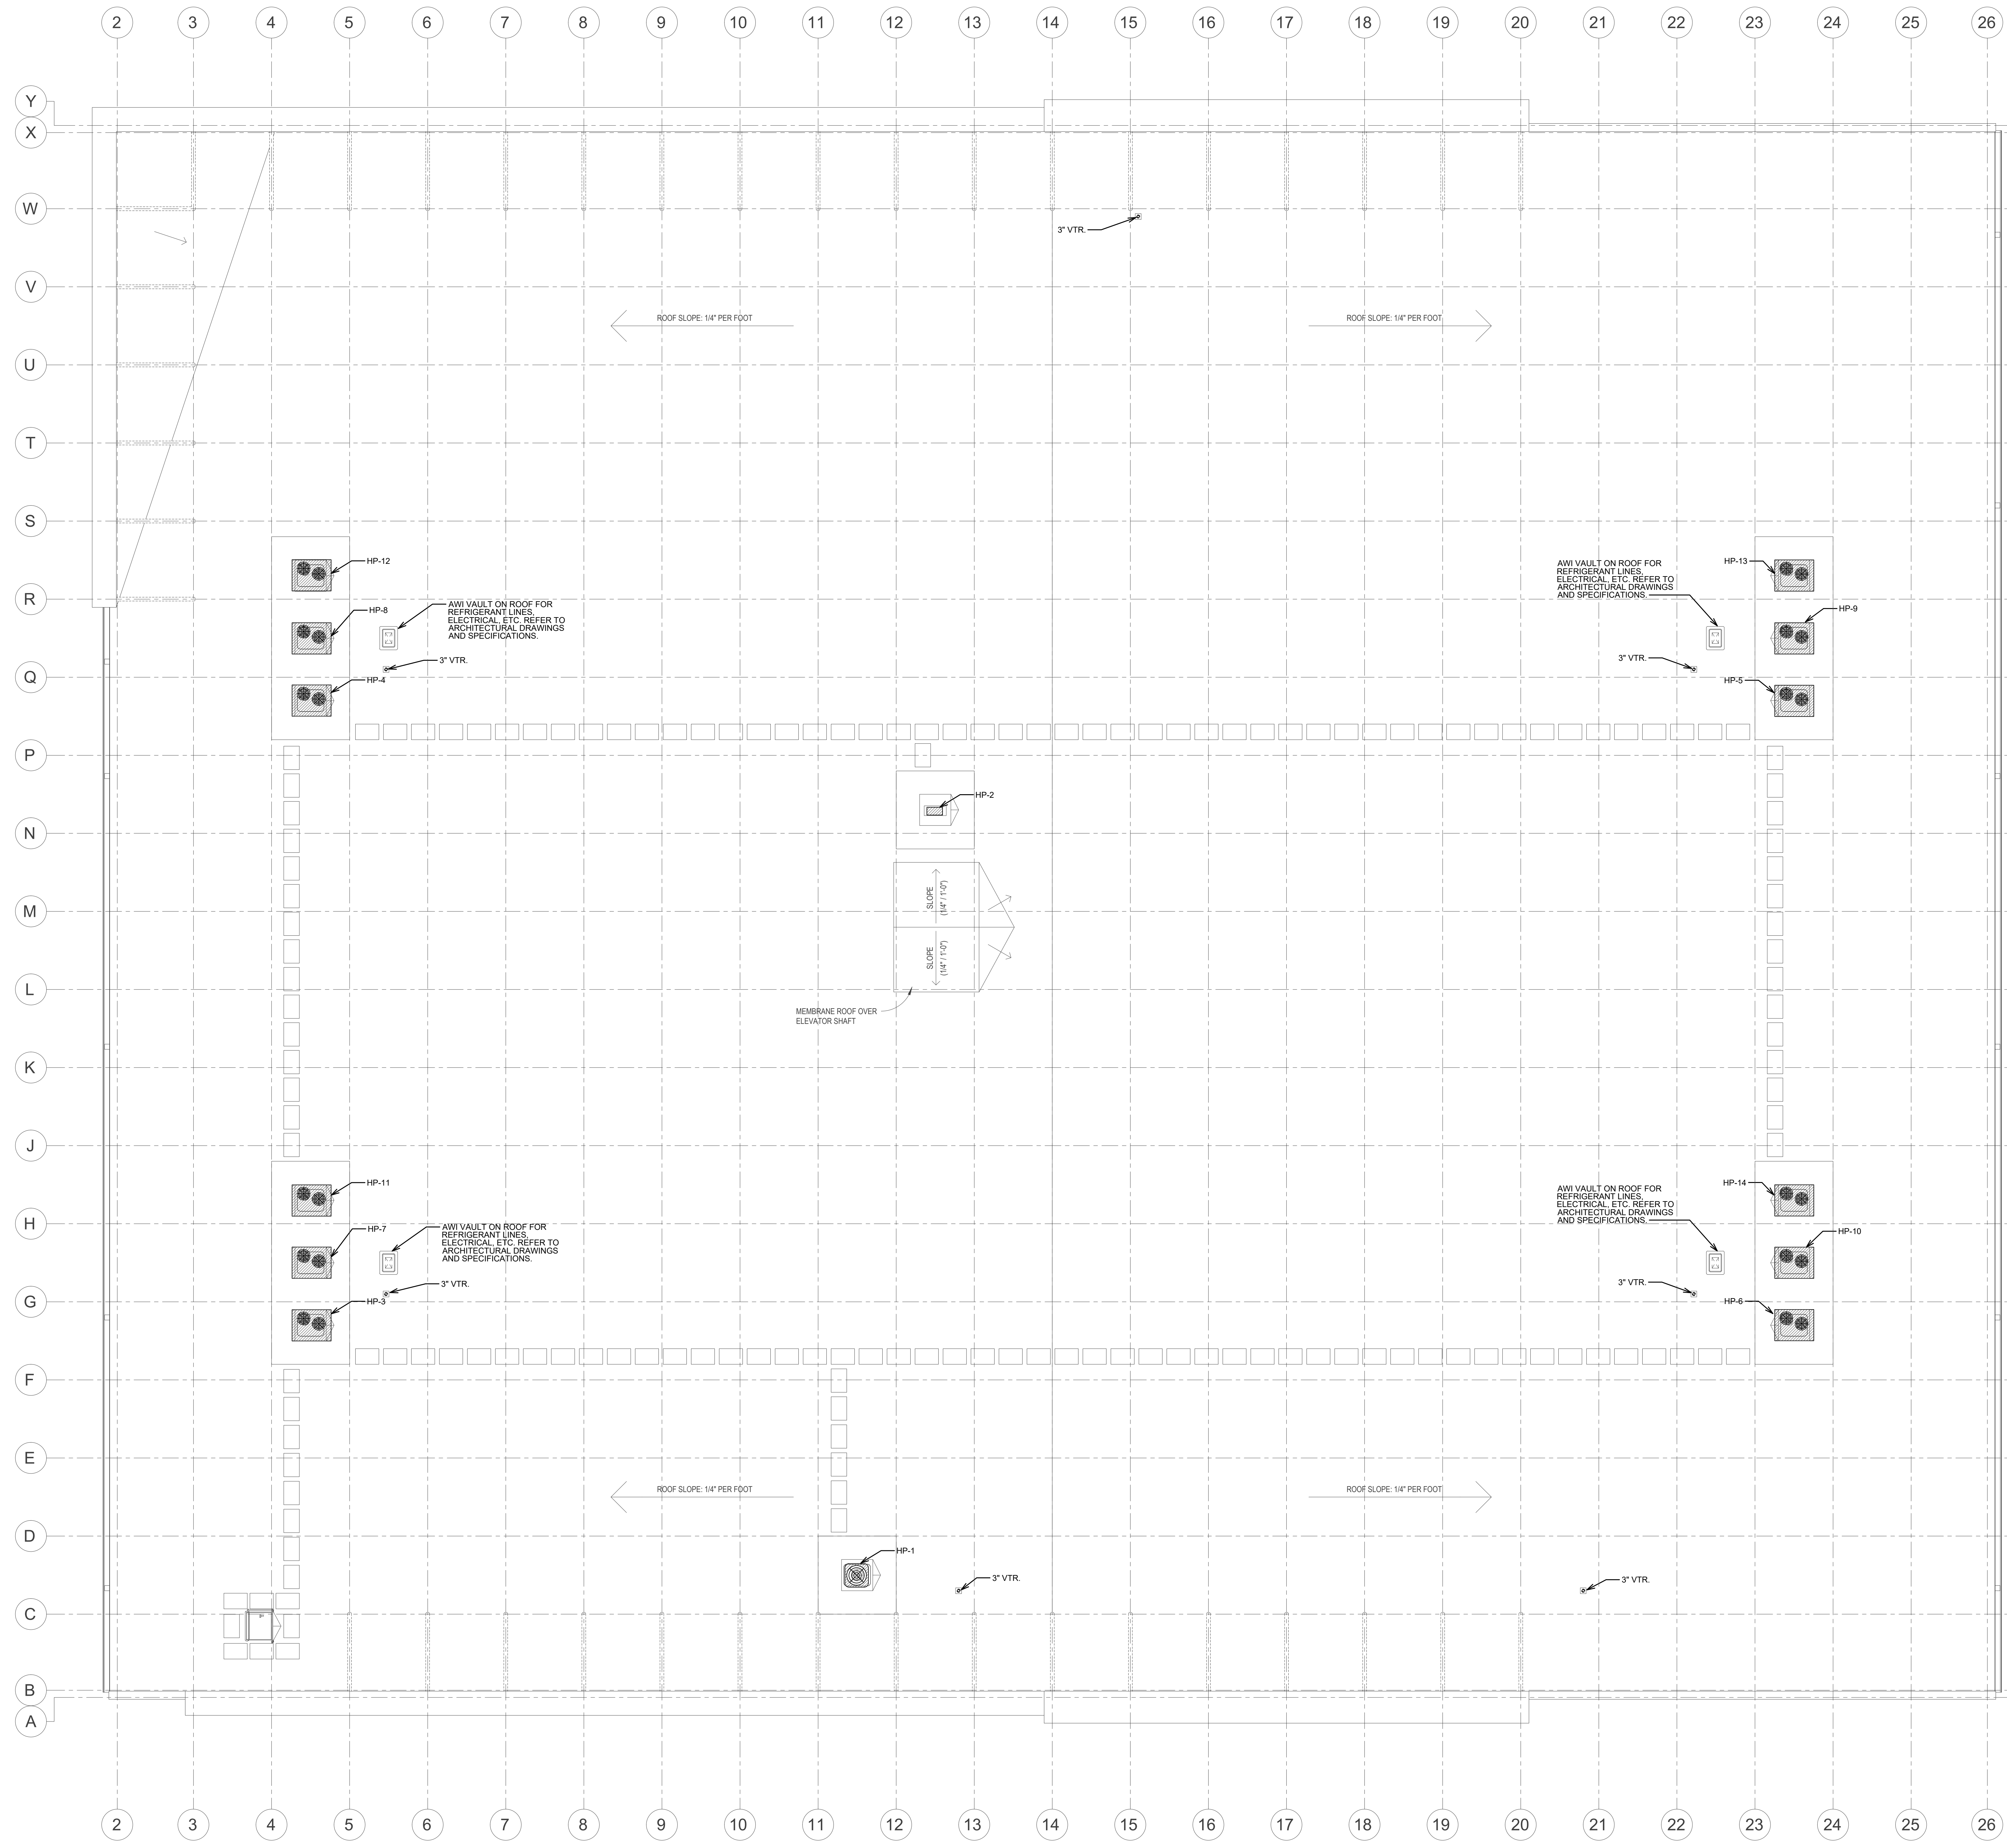 2 3 4 5 6 7 8 9 10 11 12 13 14 15 16 17 18 19 20 21 22 23 24 25 26
Y
X
W
3" VTR.
V
ROOF SLOPE: 1/4" PER FOOT
ROOF SLOPE: 1/4" PER FOOT
U
T
S
HP-12
HP-13
AWI VAULT ON ROOF FOR
REFRIGERANT LINES,
ELECTRICAL, ETC. REFER TO
ARCHITECTURAL DRAWINGS
AND SPECIFICATIONS.
R
HP-8
AWI VAULT ON ROOF FOR
REFRIGERANT LINES,
ELECTRICAL, ETC. REFER TO
ARCHITECTURAL DRAWINGS
AND SPECIFICATIONS.
HP-9
3" VTR.
3" VTR.
Q
HP-4
HP-5
P
HP-2
N
SLOPE
(1/4" / 1'-0")
M
SLOPE
(1/4" / 1'-0")
L
MEMBRANE ROOF OVER
ELEVATOR SHAFT
K
J
HP-11
HP-14
AWI VAULT ON ROOF FOR
REFRIGERANT LINES,
ELECTRICAL, ETC. REFER TO
ARCHITECTURAL DRAWINGS
AND SPECIFICATIONS.
H
HP-7
AWI VAULT ON ROOF FOR
REFRIGERANT LINES,
ELECTRICAL, ETC. REFER TO
ARCHITECTURAL DRAWINGS
AND SPECIFICATIONS.
HP-10
3" VTR.
3" VTR.
G
HP-3
HP-6
F
E
ROOF SLOPE: 1/4" PER FOOT
ROOF SLOPE: 1/4" PER FOOT
D
HP-1
3" VTR.
3" VTR.
C
B
A
2 3 4 5 6 7 8 9 10 11 12 13 14 15 16 17 18 19 20 21 22 23 24 25 26